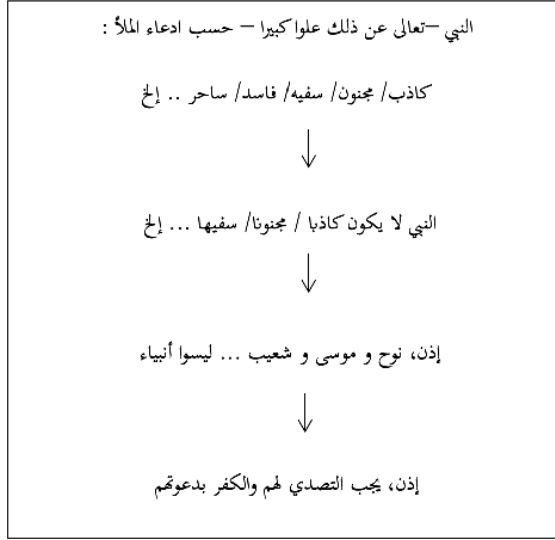 النبي –تعالى عن ذلك علوا كبيرا – حسب ادعاء الملأ :
كاذب/ مجنون/ سفيه/ فاسد/ ساحر .. إلخ
النبي لا يكون كاذبا / مجنونا/ سفيها ... إلخ
إذن، نوح و موسى و شعيب ... ليسوا أنبياء
إذن، يجب التصدي لهم والكفر بدعوتهم